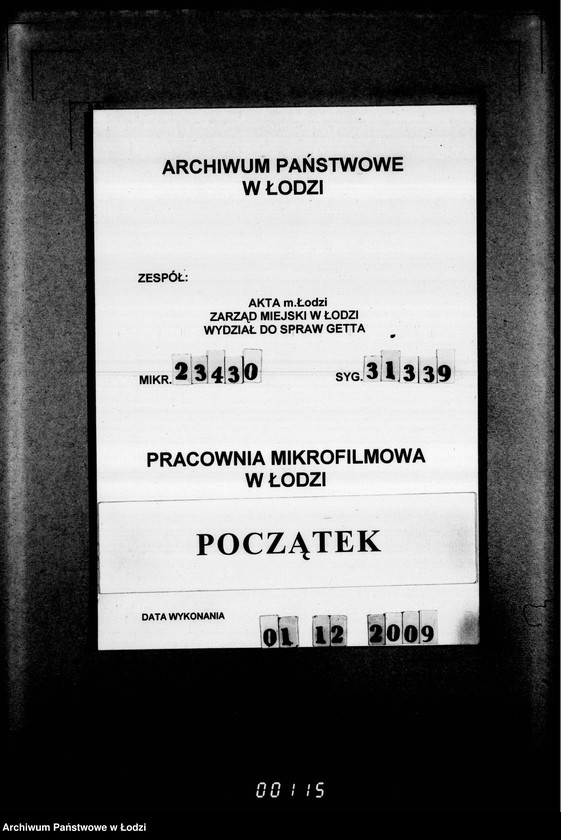 ARCHIWUM PAŃSTWOWE
W ŁODZI
ZESPÓŁ:
AKTA m.Łodzi
ZARZĄD MIEJSKI W ŁODZI
WYDZIAŁ DO SPRAW GETTA
MIKR. 23430 SYG. 31339
PRACOWNIA MIKROFILMOWA
W ŁODZI
POCZĄTEK
DATA WYKONANIA 01 12 2009
00115
Archiwum Państwowe w Łodzi